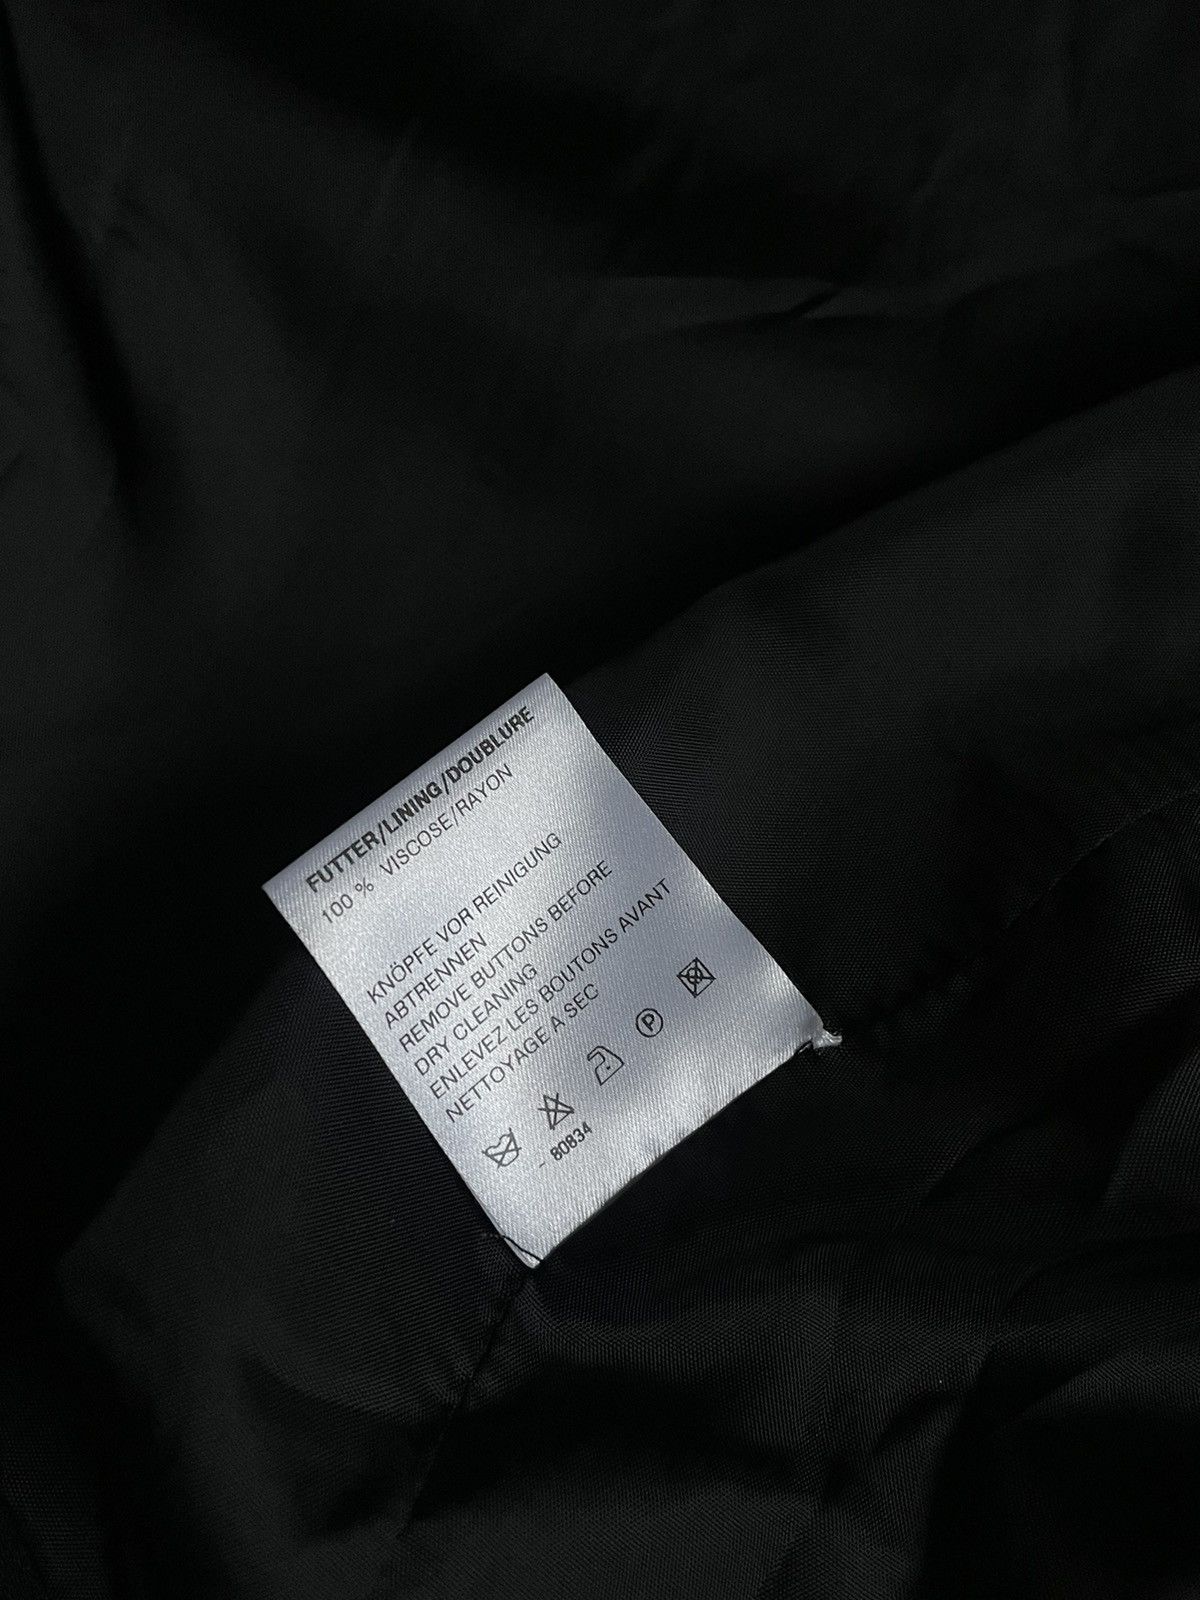 FUTTER/LINING/DOUBLURE
100 % VISCOSE/RAYON
KNÖPFE VOR REINIGUNG
ABTRENNEN
REMOVE BUTTONS BEFORE
DRY CLEANING
ENLEVEZ LES BOUTONS AVANT
NETTOYAGE A SEC
P
- 80834